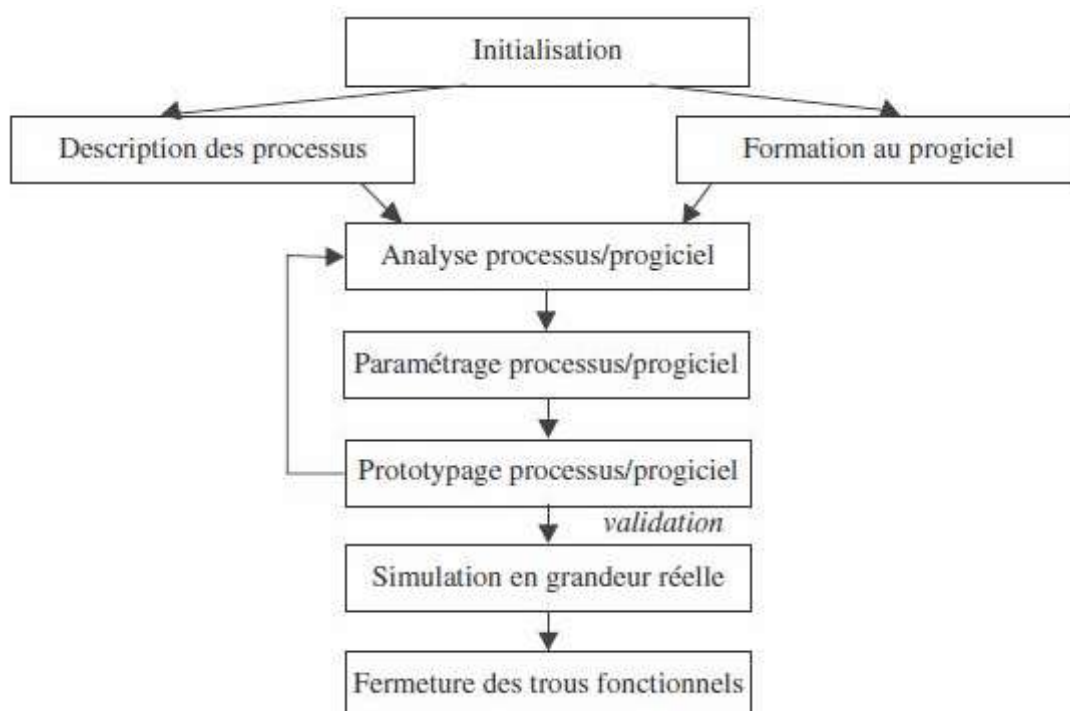 Initialisation
Description des processus
Formation au progiciel
Analyse processus/progiciel
Paramétrage processus/progiciel
Prototypage processus/progiciel
validation
Simulation en grandeur réelle
Fermeture des trous fonctionnels